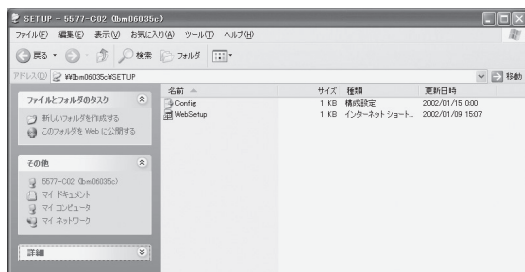 SETUP - 5577-C02 (Ibm06035c)
ファイル(F) 編集(E) 表示(V) お気に入り(A) ツール(T) ヘルプ(H)
戻る 検索 フォルダ
アドレス(D) ¥¥Ibm06035c¥SETUP 移動
ファイルとフォルダのタスク
新しいフォルダを作成する
このフォルダを Web に公開する
その他
5577-C02 (Ibm06035c)
マイ ドキュメント
マイ コンピュータ
マイ ネットワーク
詳細
名前 サイズ 種類 更新日時
Config 1 KB 構成設定 2002/01/15 0:00
WebSetup 1 KB インターネット ショート... 2002/01/09 15:07